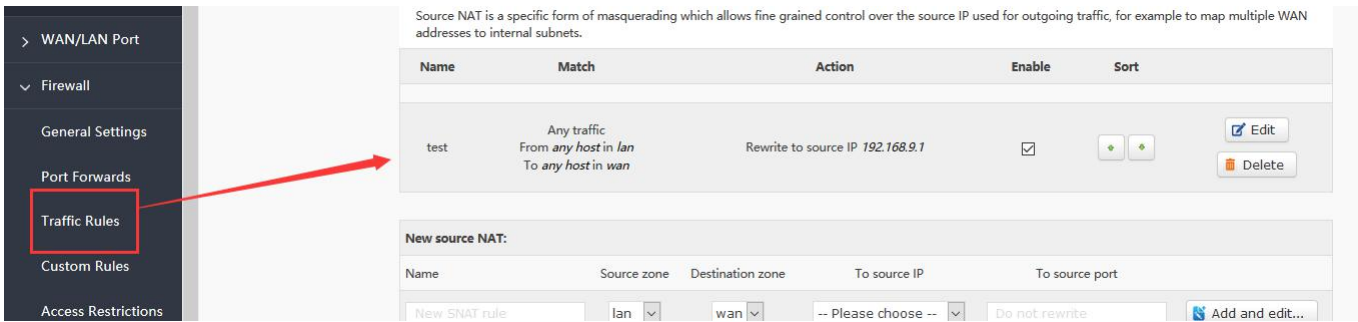 WAN/LAN Port
Firewall
General Settings
Port Forwards
Traffic Rules
Custom Rules
Access Restrictions
Source NAT is a specific form of masquerading which allows fine grained control over the source IP used for outgoing traffic, for example to map multiple WAN
addresses to internal subnets.
Name Match Action Enable Sort
test
Any traffic
From any host in lan
To any host in wan
Rewrite to source IP 192.168.9.1
Edit
Delete
New source NAT:
Name Source zone Destination zone To source IP To source port
New SNAT rule lan wan -- Please choose -- Do not rewrite Add and edit...